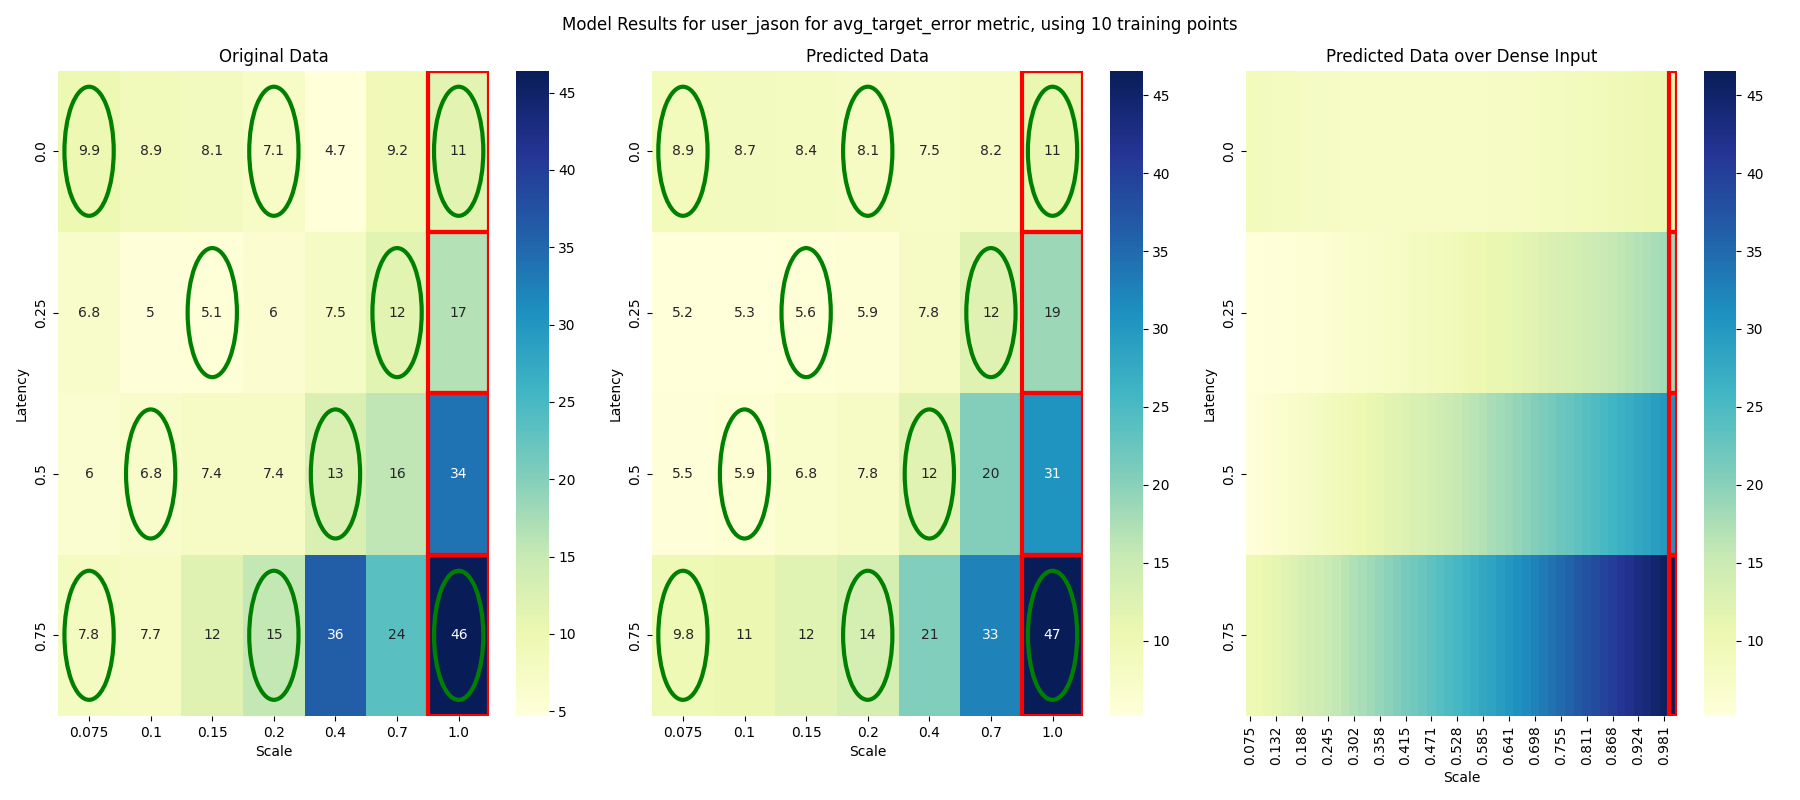 Model Results for user_jason for avg_target_error metric, using 10 training points
Original Data
Latency
0.0
0.25
0.5
0.75
9.9 8.9 8.1 7.1 4.7 9.2 11
6.8 5 5.1 6 7.5 12 17
6 6.8 7.4 7.4 13 16 34
7.8 7.7 12 15 36 24 46
0.075 0.1 0.15 0.2 0.4 0.7 1.0
Scale
45
40
35
30
25
20
15
10
5
Predicted Data
Latency
0.0
0.25
0.5
0.75
8.9 8.7 8.4 8.1 7.5 8.2 11
5.2 5.3 5.6 5.9 7.8 12 19
5.5 5.9 6.8 7.8 12 20 31
9.8 11 12 14 21 33 47
0.075 0.1 0.15 0.2 0.4 0.7 1.0
Scale
45
40
35
30
25
20
15
10
Predicted Data over Dense Input
Latency
0.0
0.25
0.5
0.75
0.075 0.132 0.188 0.245 0.302 0.358 0.415 0.471 0.528 0.585 0.641 0.698 0.755 0.811 0.868 0.924 0.981
Scale
45
40
35
30
25
20
15
10